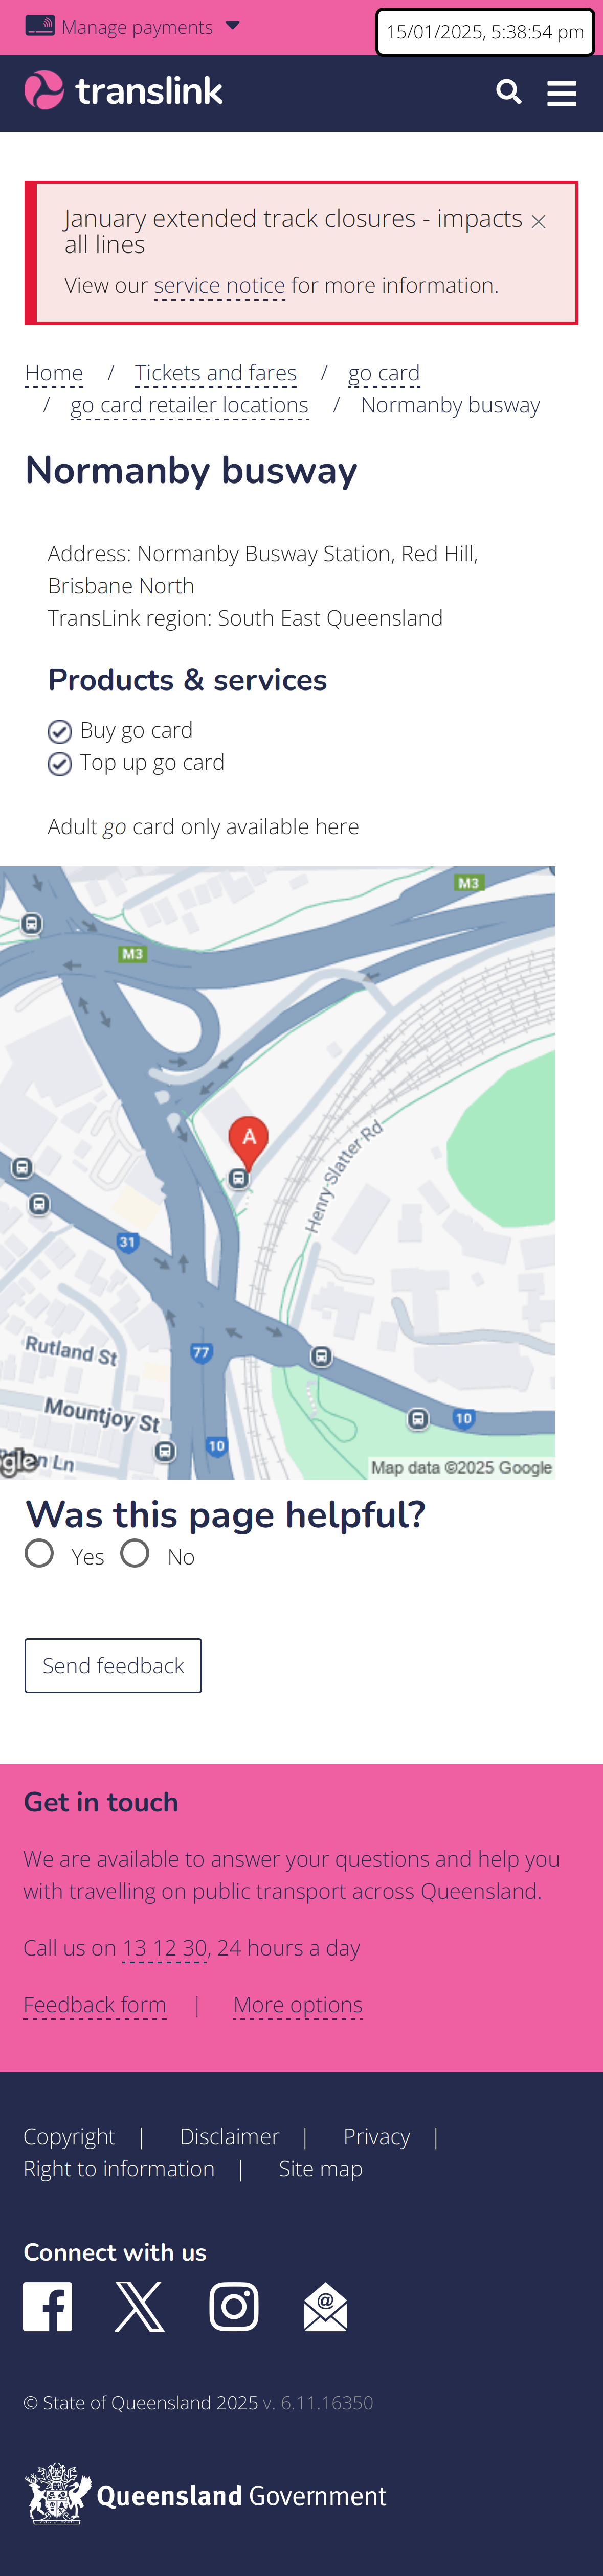 Manage payments
15/01/2025, 5:38:54 pm
translink
January extended track closures - impacts
all lines
View our service notice for more information.
Home / Tickets and fares / go card
/ go card retailer locations / Normanby busway
Normanby busway
Address: Normanby Busway Station, Red Hill,
Brisbane North
TransLink region: South East Queensland
Products & services
Buy go card
Top up go card
Adult go card only available here
M3
M3
A
Henry Slatter Rd
31
77
Rutland St
10
Mountjoy St
10
gle
n Ln
Map data ©2025 Google
Was this page helpful?
Yes No
Send feedback
Get in touch
We are available to answer your questions and help you
with travelling on public transport across Queensland.
Call us on 13 12 30, 24 hours a day
Feedback form | More options
Copyright | Disclaimer | Privacy |
Right to information | Site map
Connect with us
@
© State of Queensland 2025 v. 6.11.16350
Queensland Government